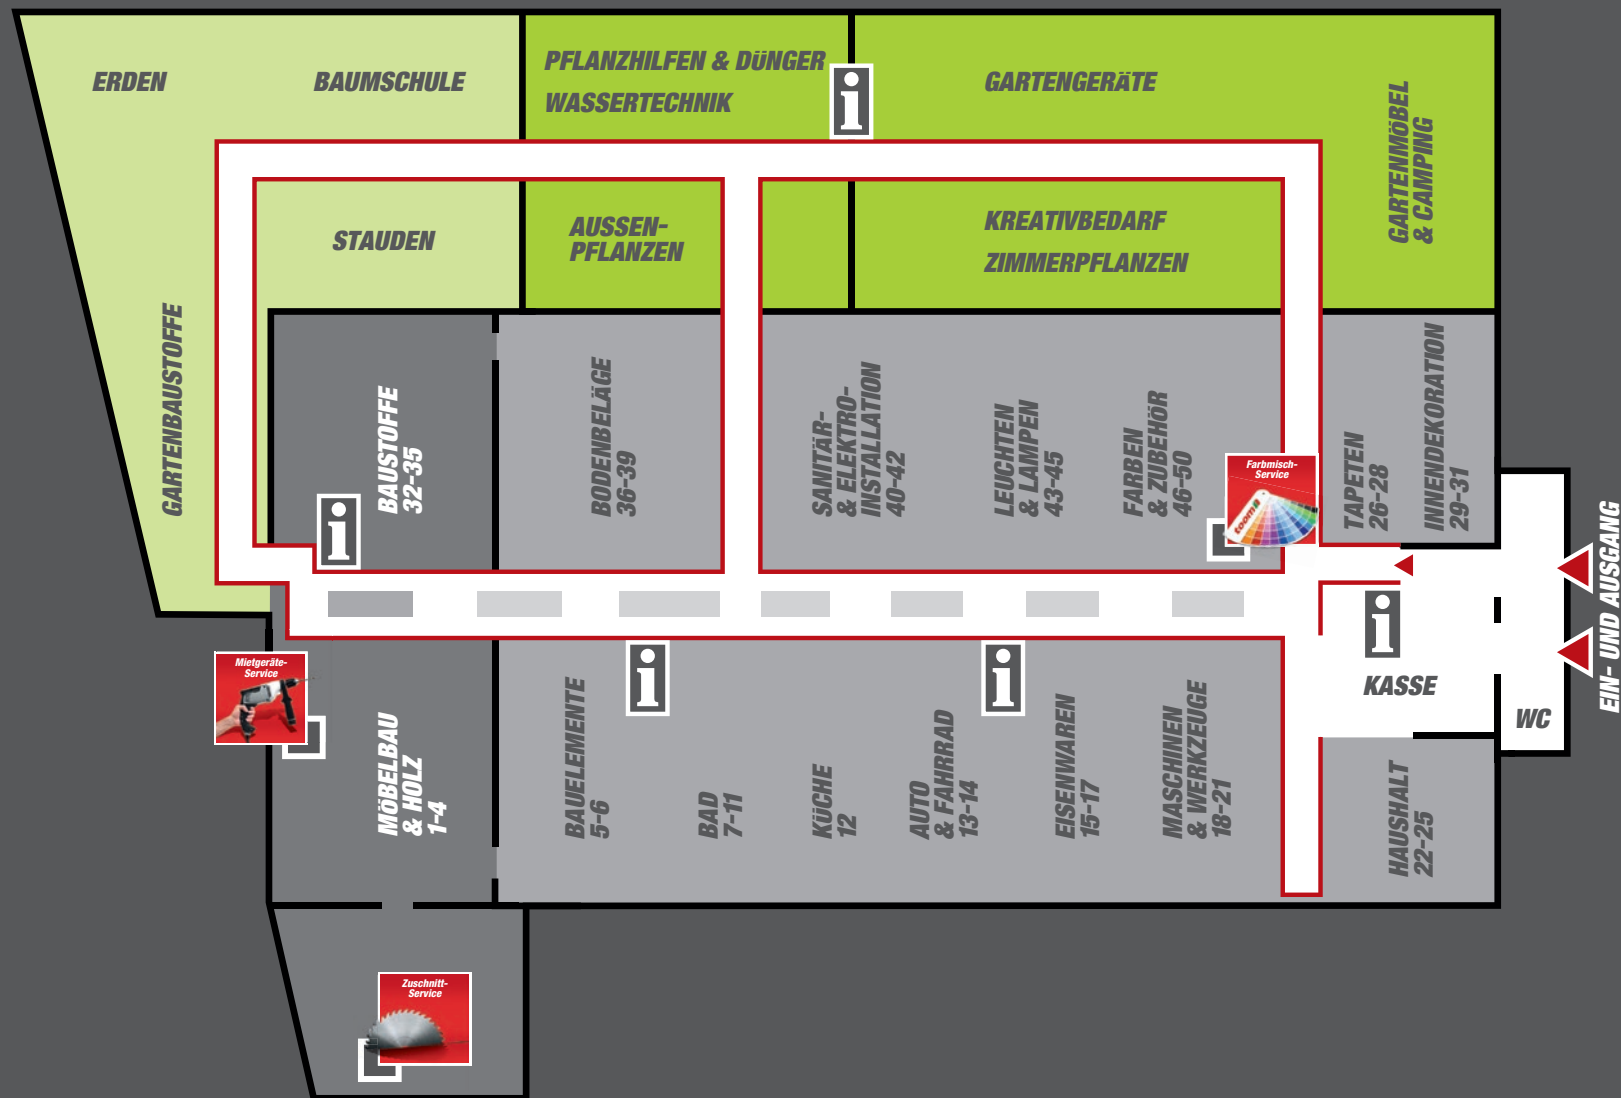 ERDEN
BAUMSCHULE
PFLANZHILFEN & DÜNGER
WASSERTECHNIK
GARTENGERÄTE
GARTENMÖBEL
& CAMPING
STAUDEN
AUSSEN-
PFLANZEN
KREATIVBEDARF
ZIMMERPFLANZEN
GARTENBAUSTOFFE
BAUSTOFFE
32-35
BODENBELÄGE
36-39
SANITÄR-
& ELEKTRO-
INSTALLATION
40-42
LEUCHTEN
& LAMPEN
43-45
FARBEN
& ZUBEHÖR
46-50
Farbmisch-
Service
toom
TAPETEN
26-28
INNENDEKORATION
29-31
EIN- UND AUSGANG
i
i
i
i
i
KASSE
WC
Mietgeräte-
Service
MÖBELBAU
& HOLZ
1-4
BAUELEMENTE
5-6
BAD
7-11
KÜCHE
12
AUTO
& FAHRRAD
13-14
EISENWAREN
15-17
MASCHINEN
& WERKZEUGE
18-21
HAUSHALT
22-25
Zuschnitt-
Service